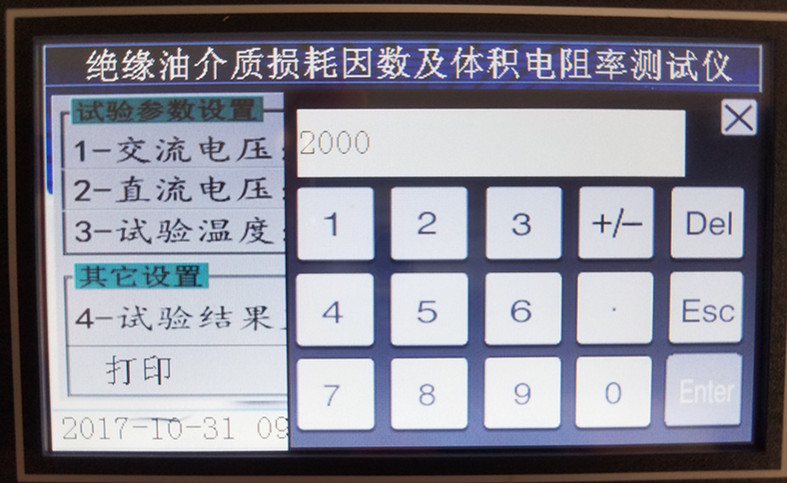 绝缘油介质损耗因数及体积电阻率测试仪
试验参数设置
1-交流电压:
2-直流电压:
3-试验温度:
其它设置
4-试验结果
打印
2017-10-31 09
2000
1 2 3 +/- Del
4 5 6 . Esc
7 8 9 0 Enter